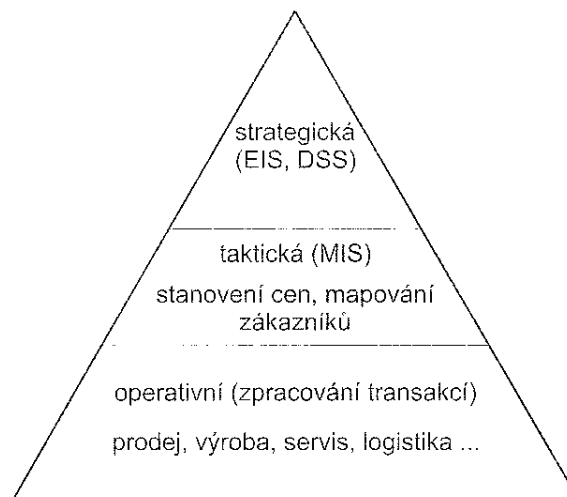 strategická
(EIS, DSS)
taktická (MIS)
stanovení cen, mapování
zákazníků
operativní (zpracování transakcí)
prodej, výroba, servis, logistika ...